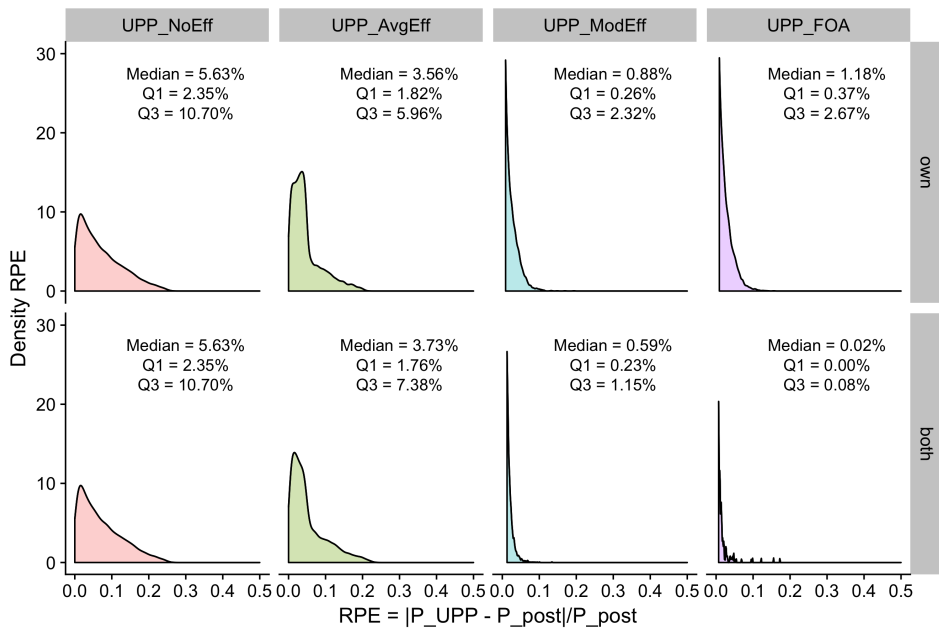 UPP_NoEff UPP_AvgEff UPP_ModEff UPP_FOA
Median = 5.63%
Q1 = 2.35%
Q3 = 10.70%
Median = 3.56%
Q1 = 1.82%
Q3 = 5.96%
Median = 0.88%
Q1 = 0.26%
Q3 = 2.32%
Median = 1.18%
Q1 = 0.37%
Q3 = 2.67%
30
20
10
0
own
Density RPE
Median = 5.63%
Q1 = 2.35%
Q3 = 10.70%
Median = 3.73%
Q1 = 1.76%
Q3 = 7.38%
Median = 0.59%
Q1 = 0.23%
Q3 = 1.15%
Median = 0.02%
Q1 = 0.00%
Q3 = 0.08%
30
20
10
0
both
0.0 0.1 0.2 0.3 0.4 0.5 0.0 0.1 0.2 0.3 0.4 0.5 0.0 0.1 0.2 0.3 0.4 0.5 0.0 0.1 0.2 0.3 0.4 0.5
RPE = |P_UPP - P_post|/P_post